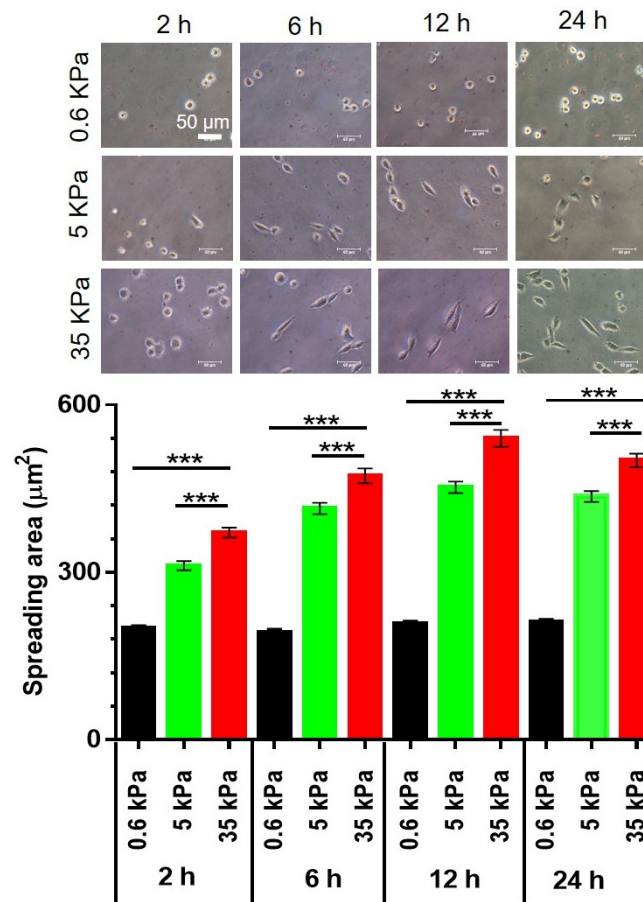 2 h 6 h 12 h 24 h
0.6 KPa
50 µm
5 KPa
35 KPa
600
300
0
Spreading area (µm²)
*** *** *** ***
*** *** *** ***
0.6 kPa 5 kPa 35 kPa 0.6 kPa 5 kPa 35 kPa 0.6 kPa 5 kPa 35 kPa 0.6 kPa 5 kPa 35 kPa
2 h 6 h 12 h 24 h